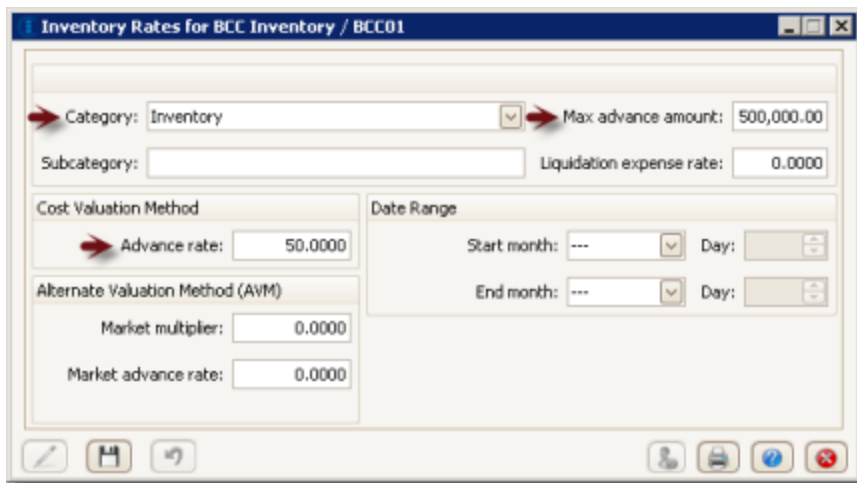 Inventory Rates for BCC Inventory / BCC01
Category: Inventory Max advance amount: 500,000.00
Subcategory: Liquidation expense rate: 0.0000
Cost Valuation Method Date Range
Advance rate: 50.0000 Start month: --- Day:
Alternate Valuation Method (AVM) End month: --- Day:
Market multiplier: 0.0000
Market advance rate: 0.0000